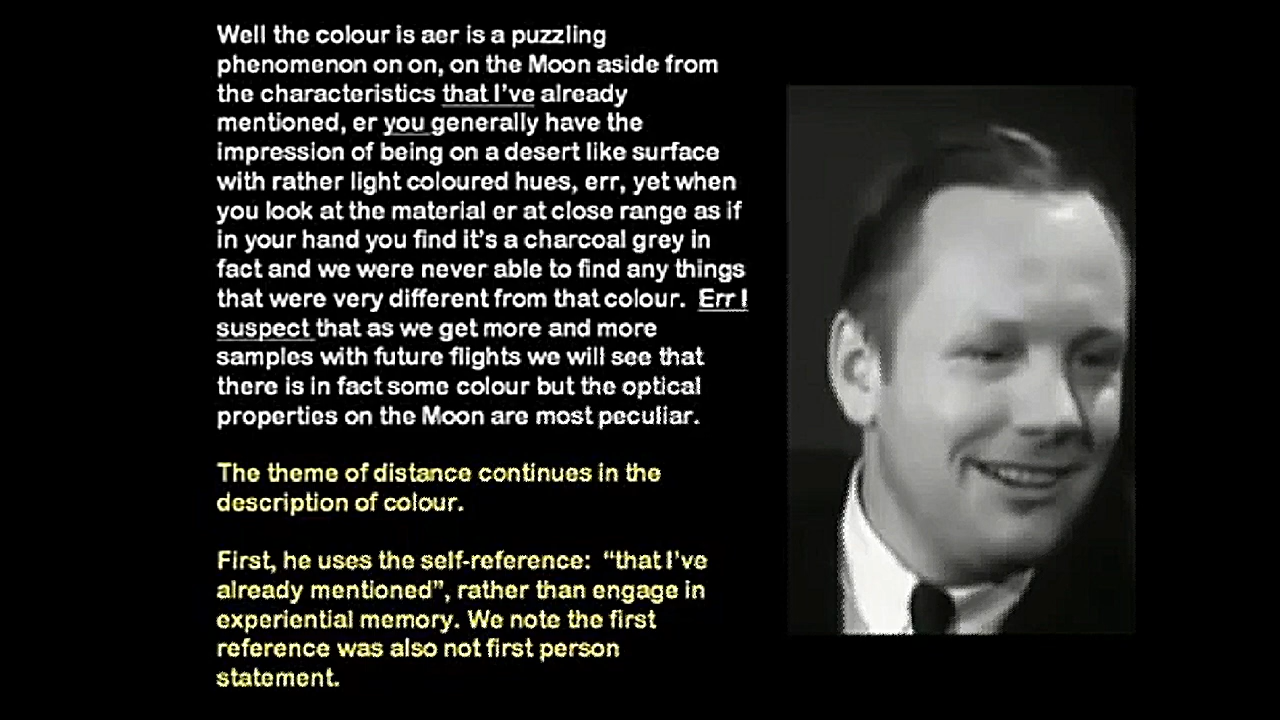 Well the colour is aer is a puzzling
phenomenon on on, on the Moon aside from
the characteristics that I've already
mentioned, er you generally have the
impression of being on a desert like surface
with rather light coloured hues, err, yet when
you look at the material er at close range as if
in your hand you find it's a charcoal grey in
fact and we were never able to find any things
that were very different from that colour.  Err I
suspect that as we get more and more
samples with future flights we will see that
there is in fact some colour but the optical
properties on the Moon are most peculiar.
The theme of distance continues in the
description of colour.
First, he uses the self-reference:  “that I’ve
already mentioned”, rather than engage in
experiential memory. We note the first
reference was also not first person
statement.